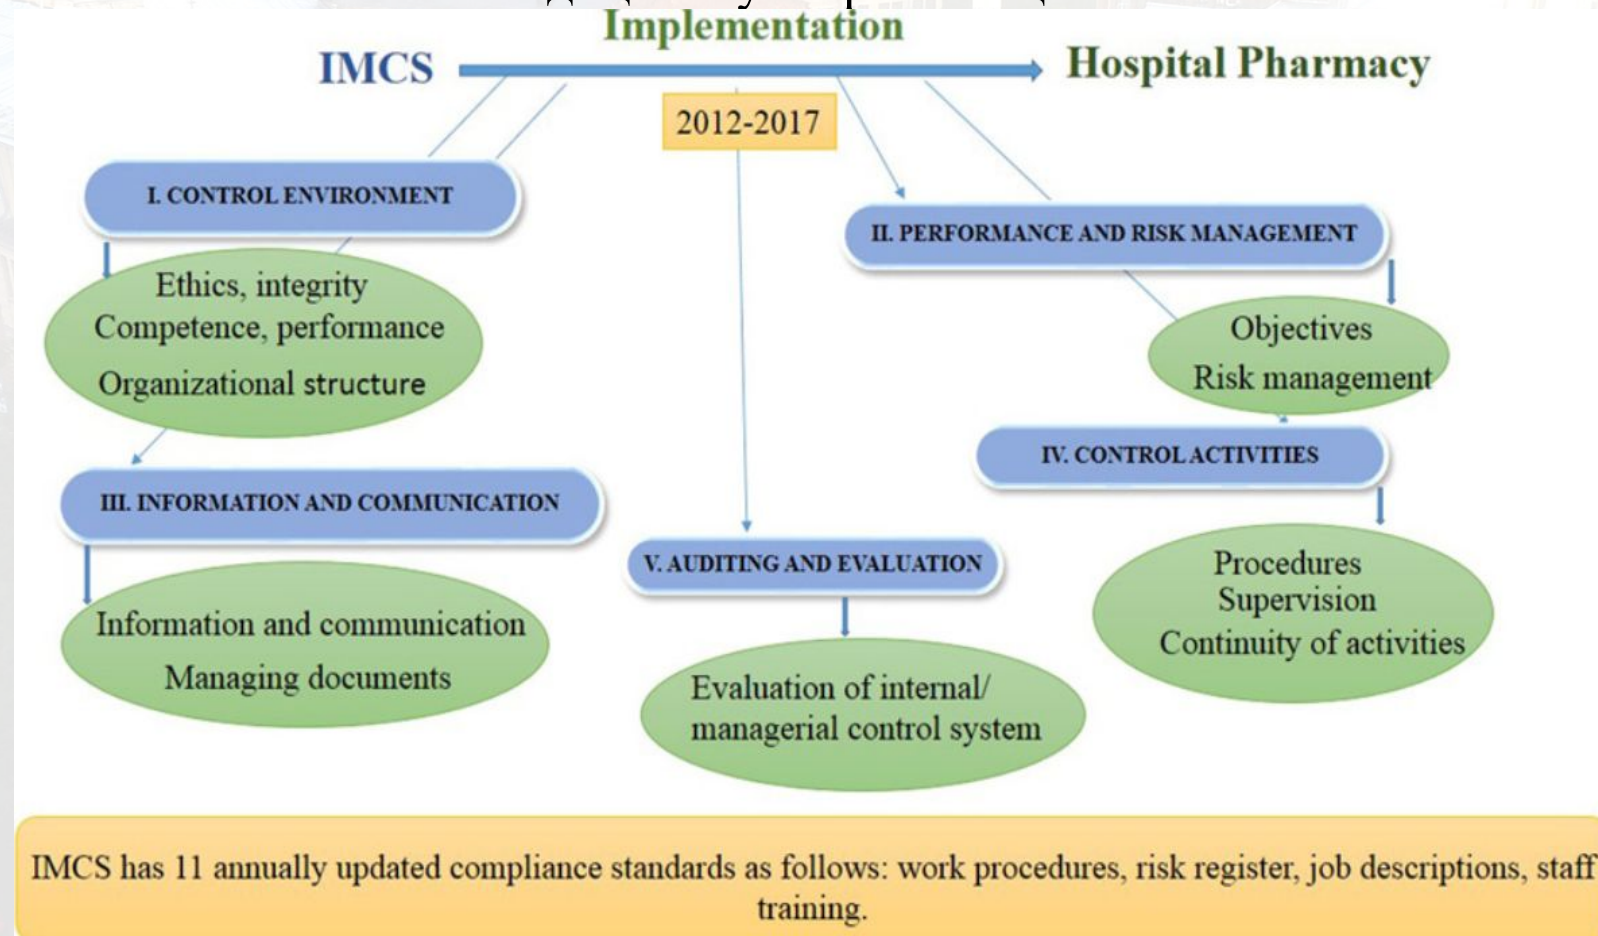 Implementation
IMCS
Hospital Pharmacy
2012-2017
I. CONTROL ENVIRONMENT
Ethics, integrity
Competence, performance
Organizational structure
II. PERFORMANCE AND RISK MANAGEMENT
Objectives
Risk management
III. INFORMATION AND COMMUNICATION
Information and communication
Managing documents
IV. CONTROL ACTIVITIES
Procedures
Supervision
Continuity of activities
V. AUDITING AND EVALUATION
Evaluation of internal/
managerial control system
IMCS has 11 annually updated compliance standards as follows: work procedures, risk register, job descriptions, staff
training.